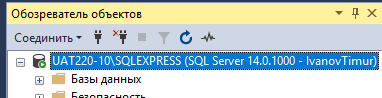 Обозреватель объектов
Соединить
UAT220-10\SQLEXPRESS (SQL Server 14.0.1000 - IvanovTimur)
Базы данных
Безопасность